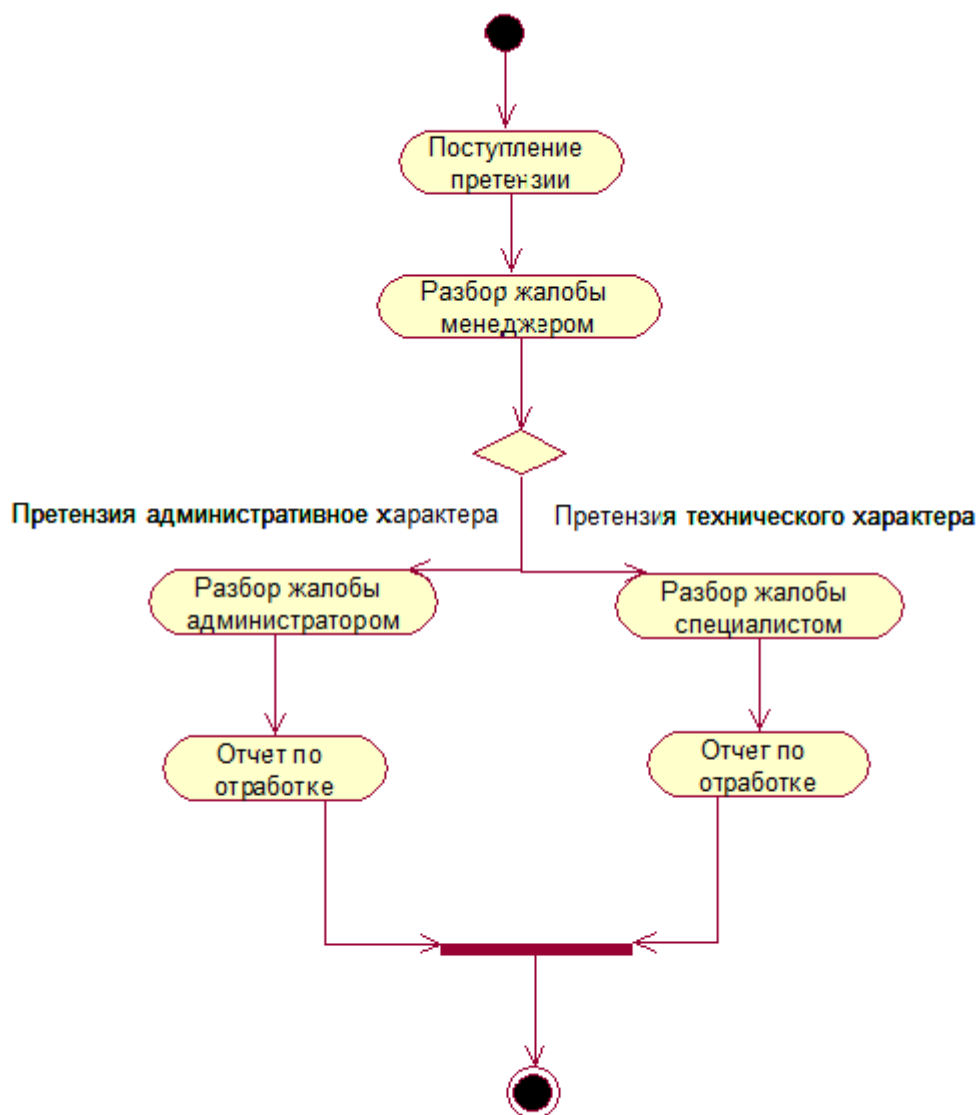 Поступление
претензии
Разбор жалобы
менеджером
Претензия административное характера
Претензия технического характера
Разбор жалобы
администратором
Разбор жалобы
специалистом
Отчет по
отработке
Отчет по
отработке